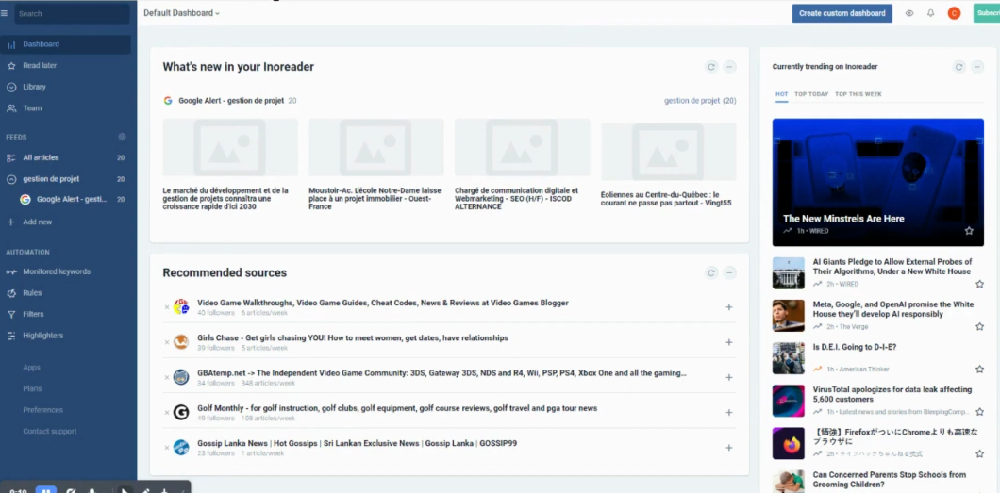 Search
Default Dashboard
Create custom dashboard
C
Subscri
Dashboard
Read later
Library
Team
FEEDS
All articles 20
gestion de projet 20
Google Alert - gesti... 20
Add new
AUTOMATION
Monitored keywords
Rules
Filters
Highlighters
Apps
Plans
Preferences
Contact support
What's new in your Inoreader
Google Alert - gestion de projet 20
gestion de projet (20)
Le marché du développement et de la
gestion de projets connaîtra une
croissance rapide d'ici 2030
Moustoir-Ac. L'école Notre-Dame laisse
place à un projet immobilier - Ouest-
France
Chargé de communication digitale et
Webmarketing - SEO (H/F) - ISCOD
ALTERNANCE
Éoliennes au Centre-du-Québec : le
courant ne passe pas partout - Vingt55
Recommended sources
Video Game Walkthroughs, Video Game Guides, Cheat Codes, News & Reviews at Video Games Blogger
40 followers 6 articles/week
Girls Chase - Get girls chasing YOU! How to meet women, get dates, have relationships
39 followers 5 articles/week
GBAtemp.net -> The Independent Video Game Community: 3DS, Gateway 3DS, NDS and R4, Wii, PSP, PS4, Xbox One and all the gaming...
54 followers 348 articles/week
Golf Monthly - for golf instruction, golf clubs, golf equipment, golf course reviews, golf travel and pga tour news
49 followers 108 articles/week
Gossip Lanka News | Hot Gossips | Sri Lankan Exclusive News | Gossip Lanka | GOSSIP99
23 followers 1 article/week
Currently trending on Inoreader
HOT TOP TODAY TOP THIS WEEK
The New Minstrels Are Here
1h • WIRED
AI Giants Pledge to Allow External Probes of
Their Algorithms, Under a New White House
2h • WIRED
Meta, Google, and OpenAI promise the White
House they'll develop AI responsibly
2h • The Verge
Is D.E.I. Going to D-I-E?
1h • American Thinker
VirusTotal apologizes for data leak affecting
5,600 customers
1h • Latest news and stories from BleepingComp...
FirefoxがついにChromeよりも高速な
ブラウザに
2h • ライフハックちゃんねる弐式
Can Concerned Parents Stop Schools from
Grooming Children?
0:10